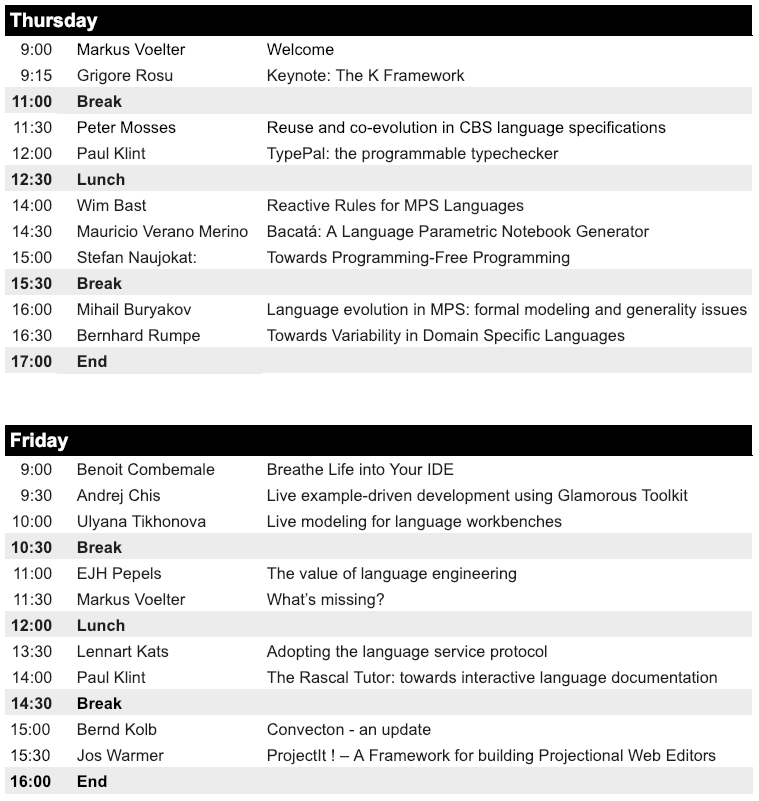 Thursday
9:00 Markus Voelter Welcome
9:15 Grigore Rosu Keynote: The K Framework
11:00 Break
11:30 Peter Mosses Reuse and co-evolution in CBS language specifications
12:00 Paul Klint TypePal: the programmable typechecker
12:30 Lunch
14:00 Wim Bast Reactive Rules for MPS Languages
14:30 Mauricio Verano Merino Bacatá: A Language Parametric Notebook Generator
15:00 Stefan Naujokat: Towards Programming-Free Programming
15:30 Break
16:00 Mihail Buryakov Language evolution in MPS: formal modeling and generality issues
16:30 Bernhard Rumpe Towards Variability in Domain Specific Languages
17:00 End
Friday
9:00 Benoit Combemale Breathe Life into Your IDE
9:30 Andrej Chis Live example-driven development using Glamorous Toolkit
10:00 Ulyana Tikhonova Live modeling for language workbenches
10:30 Break
11:00 EJH Pepels The value of language engineering
11:30 Markus Voelter What’s missing?
12:00 Lunch
13:30 Lennart Kats Adopting the language service protocol
14:00 Paul Klint The Rascal Tutor: towards interactive language documentation
14:30 Break
15:00 Bernd Kolb Convecton - an update
15:30 Jos Warmer ProjectIt ! – A Framework for building Projectional Web Editors
16:00 End